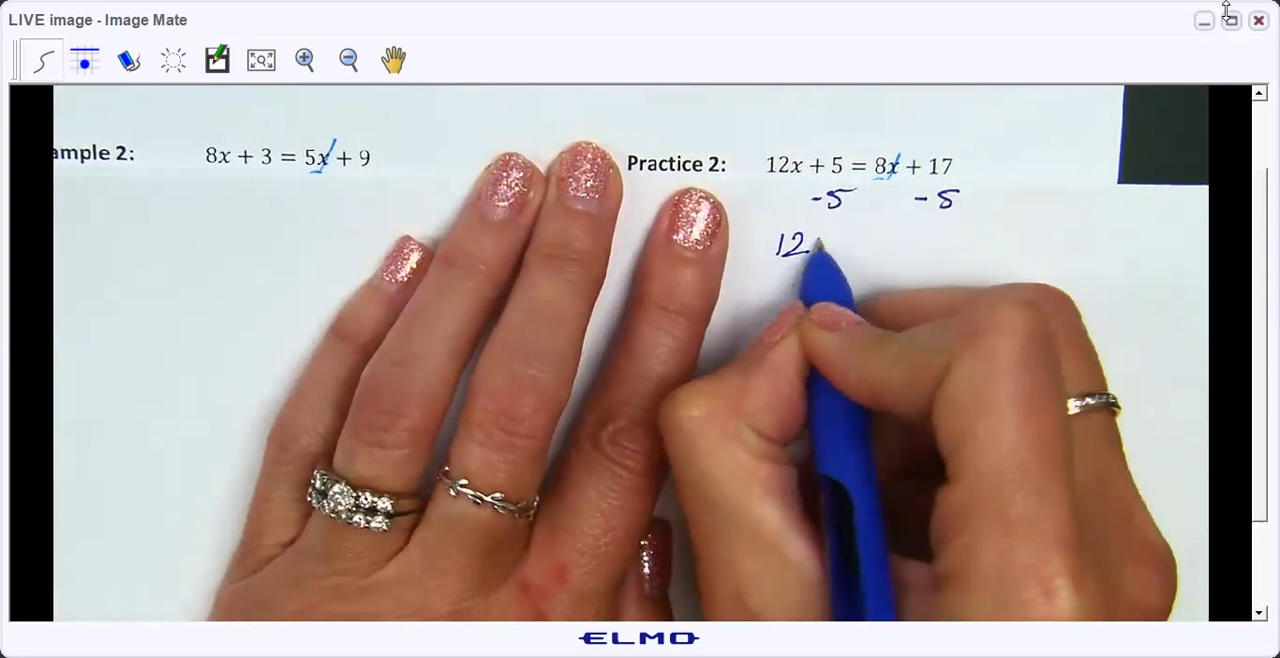 LIVE image - Image Mate
ample 2: 8x + 3 = 5x + 9
Practice 2: 12x + 5 = 8x + 17
-5 -5
12
ELMO